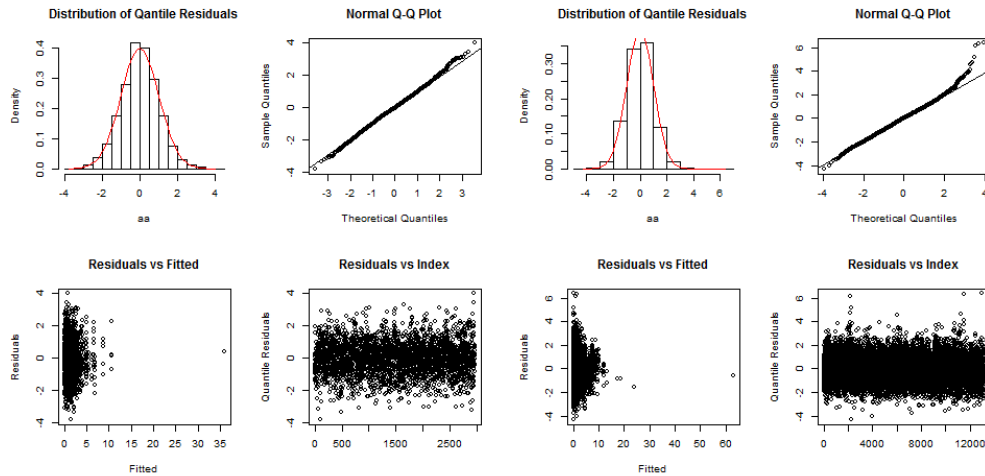 Distribution of Qantile Residuals
Density
0.0 0.1 0.2 0.3 0.4
-4 -2 0 2 4
aa
Normal Q-Q Plot
Sample Quantiles
-4 -2 0 2 4
-3 -2 -1 0 1 2 3
Theoretical Quantiles
Distribution of Qantile Residuals
Density
0.00 0.10 0.20 0.30
-4 -2 0 2 4 6
aa
Normal Q-Q Plot
Sample Quantiles
-4 -2 0 2 4 6
-4 -2 0 2 4
Theoretical Quantiles
Residuals vs Fitted
Residuals
-4 -2 0 2 4
0 5 10 15 20 25 30 35
Fitted
Residuals vs Index
Quantile Residuals
-4 -2 0 2 4
0 500 1500 2500
Residuals vs Fitted
Residuals
-4 -2 0 2 4 6
0 10 20 30 40 50 60
Fitted
Residuals vs Index
Quantile Residuals
-4 -2 0 2 4 6
0 4000 8000 12000